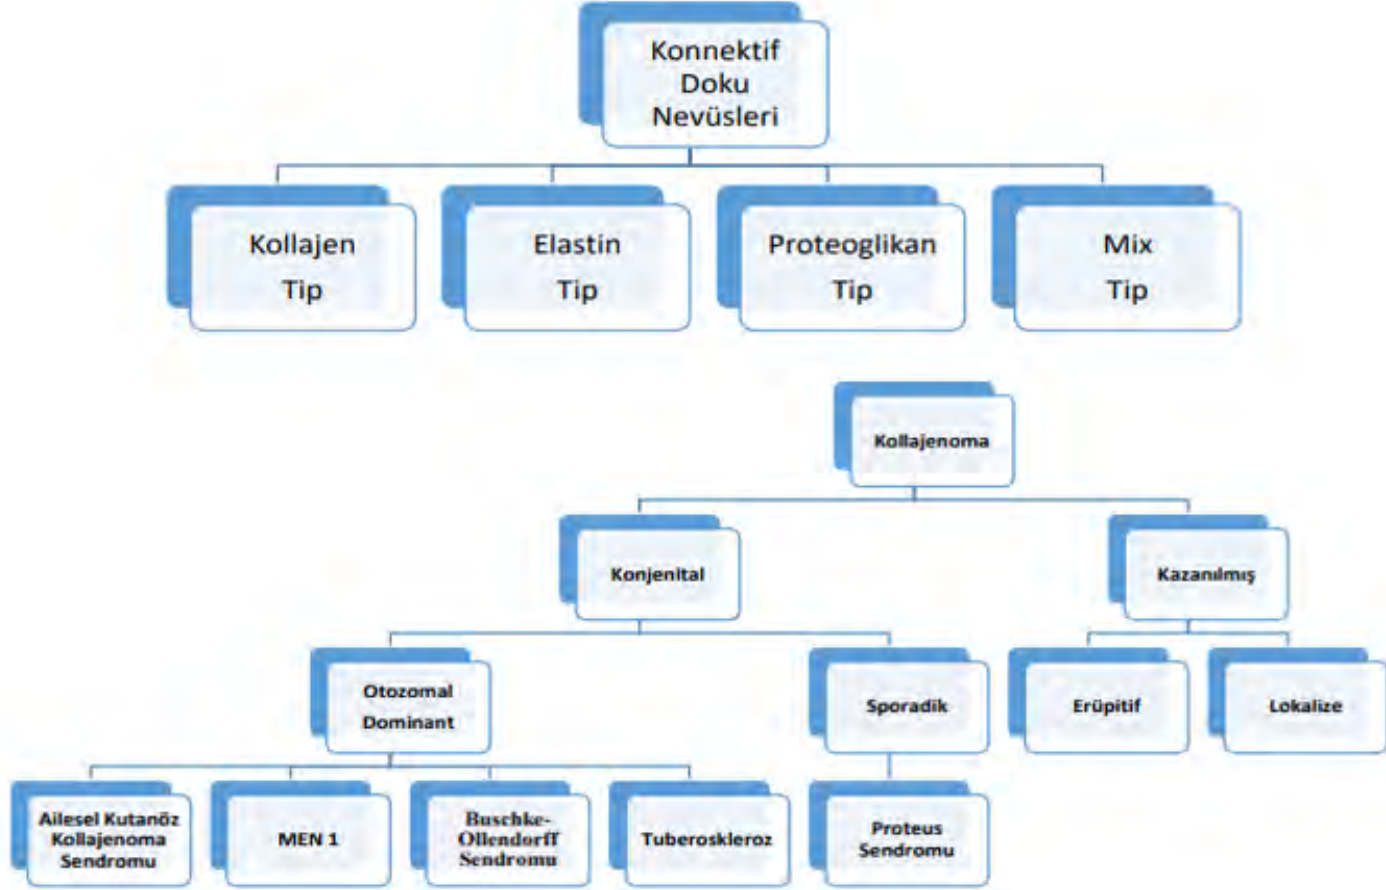 Konnektif
Doku
Nevüsleri
Kollajen
Tip
Elastin
Tip
Proteoglikan
Tip
Mix
Tip
Kollajenoma
Konjenital
Kazanılmış
Otozomal
Dominant
Sporadik
Erüpitif
Lokalize
Ailesel Kutanöz
Kollajenoma
Sendromu
MEN 1
Buschke-
Ollendorff
Sendromu
Tuberoskleroz
Proteus
Sendromu